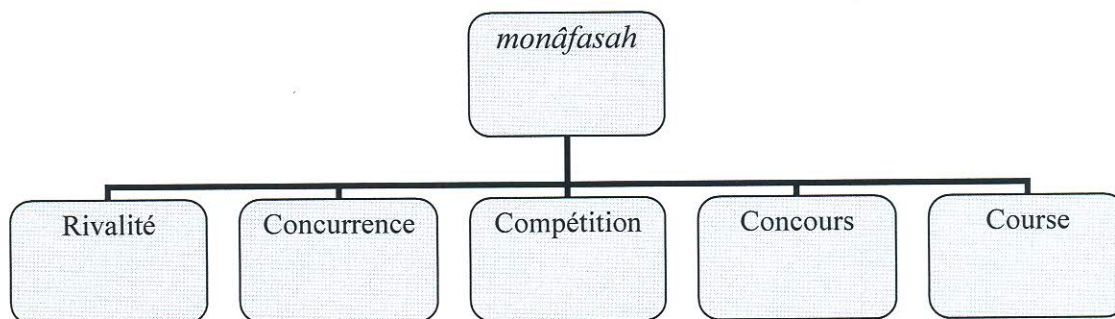 monâfasah
Rivalité
Concurrence
Compétition
Concours
Course